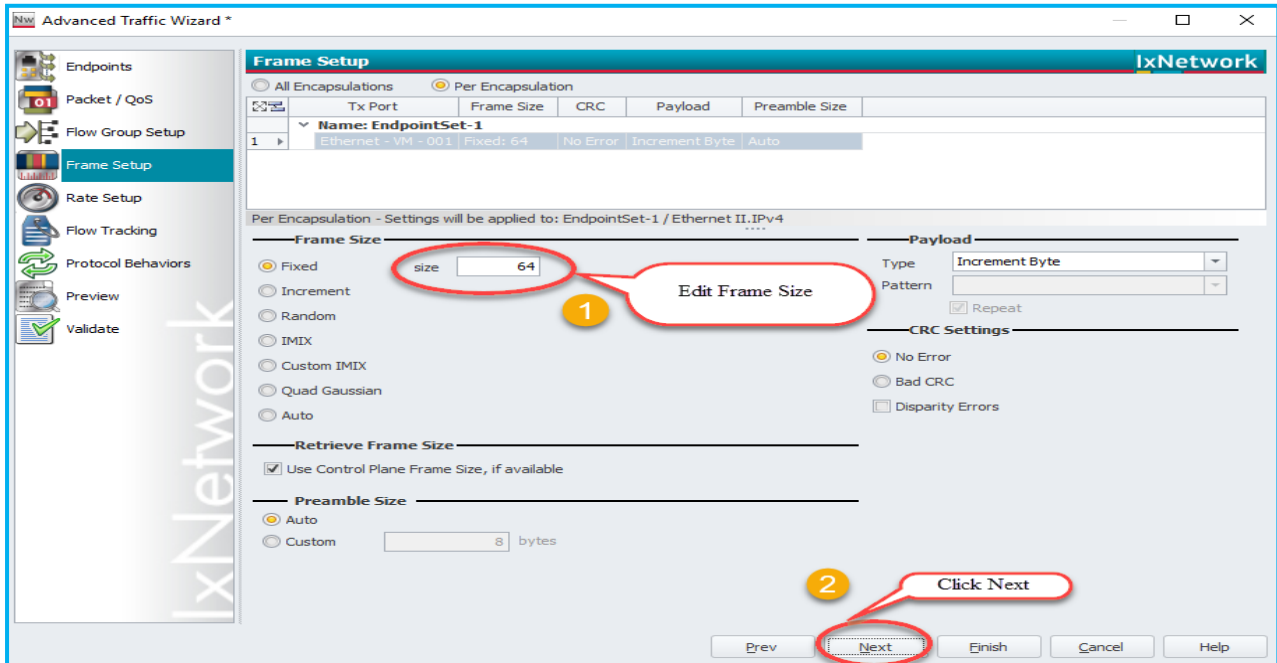 Nw Advanced Traffic Wizard *
Endpoints
Packet / QoS
Flow Group Setup
Frame Setup
Rate Setup
Flow Tracking
Protocol Behaviors
Preview
Validate
IxNetwork
Frame Setup IxNetwork
All Encapsulations Per Encapsulation
Tx Port Frame Size CRC Payload Preamble Size
Name: EndpointSet-1
1 Ethernet - VM - 001 Fixed: 64 No Error Increment Byte Auto
Per Encapsulation - Settings will be applied to: EndpointSet-1 / Ethernet II.IPv4
Frame Size
Fixed size 64
Increment
Random
IMIX
Custom IMIX
Quad Gaussian
Auto
1
Edit Frame Size
Retrieve Frame Size
Use Control Plane Frame Size, if available
Preamble Size
Auto
Custom 8 bytes
Payload
Type Increment Byte
Pattern
Repeat
CRC Settings
No Error
Bad CRC
Disparity Errors
2
Click Next
Prev Next Finish Cancel Help